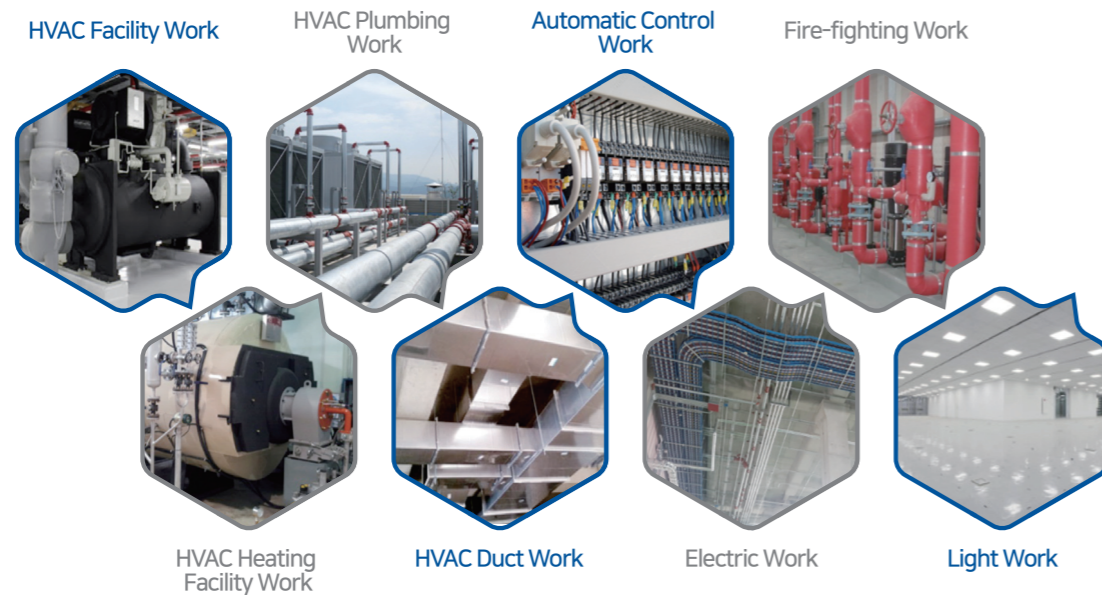 HVAC Facility Work
HVAC Plumbing
Work
Automatic Control
Work
Fire-fighting Work
HVAC Heating
Facility Work
HVAC Duct Work
Electric Work
Light Work